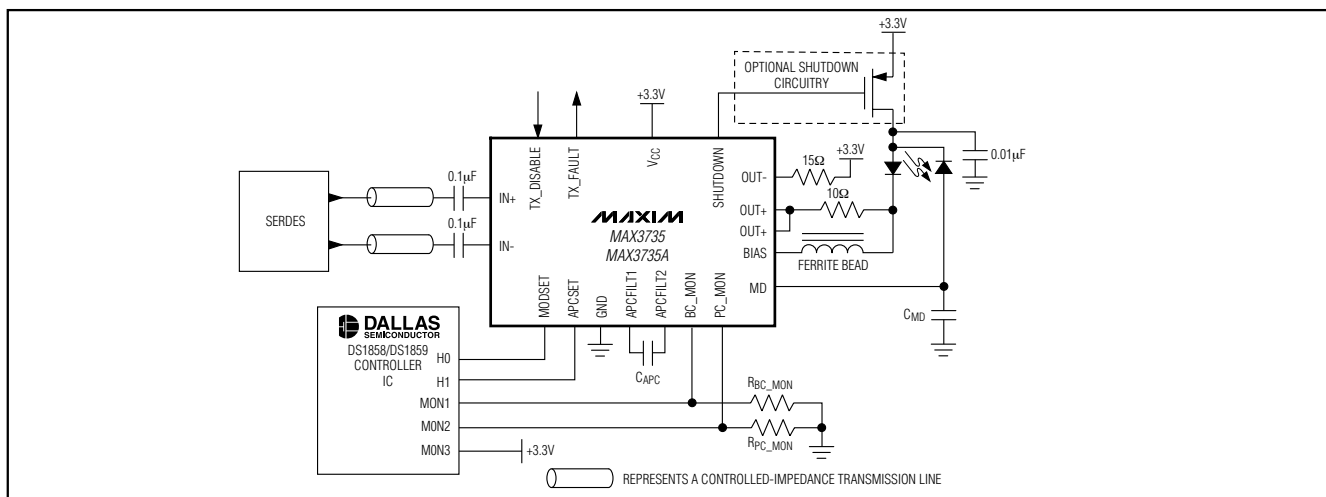 +3.3V
OPTIONAL SHUTDOWN
CIRCUITRY
+3.3V
TX_DISABLE
TX_FAULT
VCC
SHUTDOWN
0.01µF
15Ω
+3.3V
OUT-
10Ω
OUT+
OUT+
BIAS
FERRITE BEAD
MD
CMD
SERDES
0.1µF
0.1µF
IN+
IN-
MAXIM
MAX3735
MAX3735A
MODSET
APCSET
GND
APCFILT1
APCFILT2
BC_MON
PC_MON
CAPC
DALLAS
SEMICONDUCTOR
DS1858/DS1859
CONTROLLER
IC
H0
H1
MON1
MON2
MON3
+3.3V
RBC_MON
RPC_MON
REPRESENTS A CONTROLLED-IMPEDANCE TRANSMISSION LINE